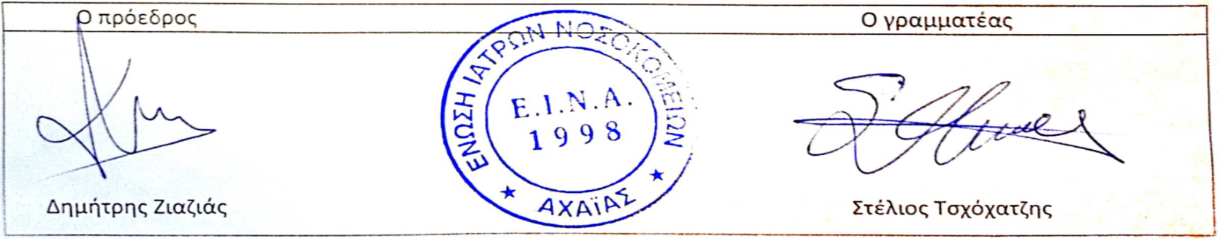 Ο πρόεδρος
Ο γραμματέας
ΕΝΩΣΗ ΙΑΤΡΩΝ ΝΟΣΟΚΟΜΕΙΩΝ
Ε.Ι.Ν.Α.
1998
★ ΑΧΑΪΑΣ ★
Δημήτρης Ζιαζιάς
Στέλιος Τσχόχατζης